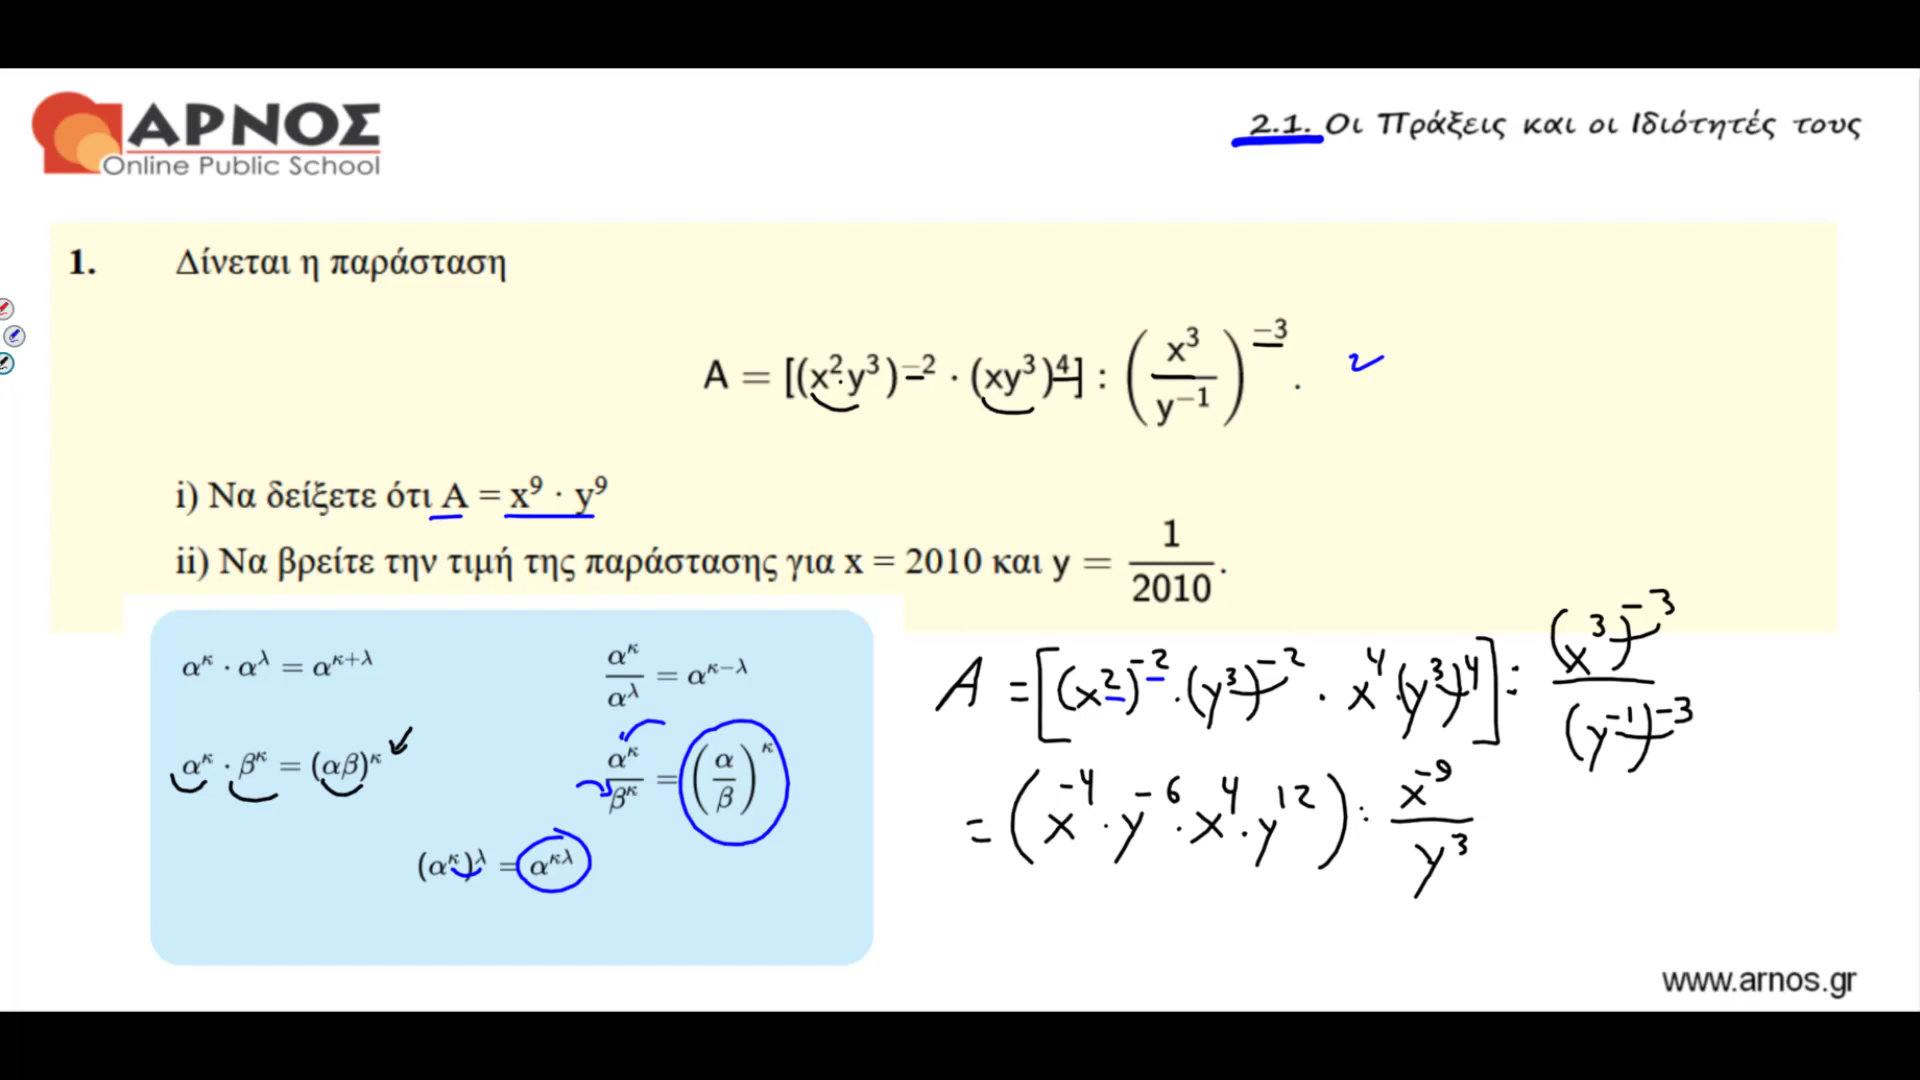 ΑΡΝΟΣ
Online Public School
2.1. Οι Πράξεις και οι Ιδιότητές τους
1. Δίνεται η παράσταση
A = [(x²y³)⁻² · (xy³)⁴] : (x³/y⁻¹)⁻³ .
i) Να δείξετε ότι A = x⁹ · y⁹
ii) Να βρείτε την τιμή της παράστασης για x = 2010 και y = 1/2010.
α^κ · α^λ = α^(κ+λ)
α^κ/α^λ = α^(κ−λ)
α^κ · β^κ = (αβ)^κ
α^κ/β^κ = (α/β)^κ
(α^κ)^λ = α^(κλ)
A = [(x²)⁻² · (y³)⁻² · x⁴ · (y³)⁴] : (x³)⁻³/(y⁻¹)⁻³
= (x⁻⁴ · y⁻⁶ · x⁴ · y¹²) : x⁻⁹/y³
www.arnos.gr